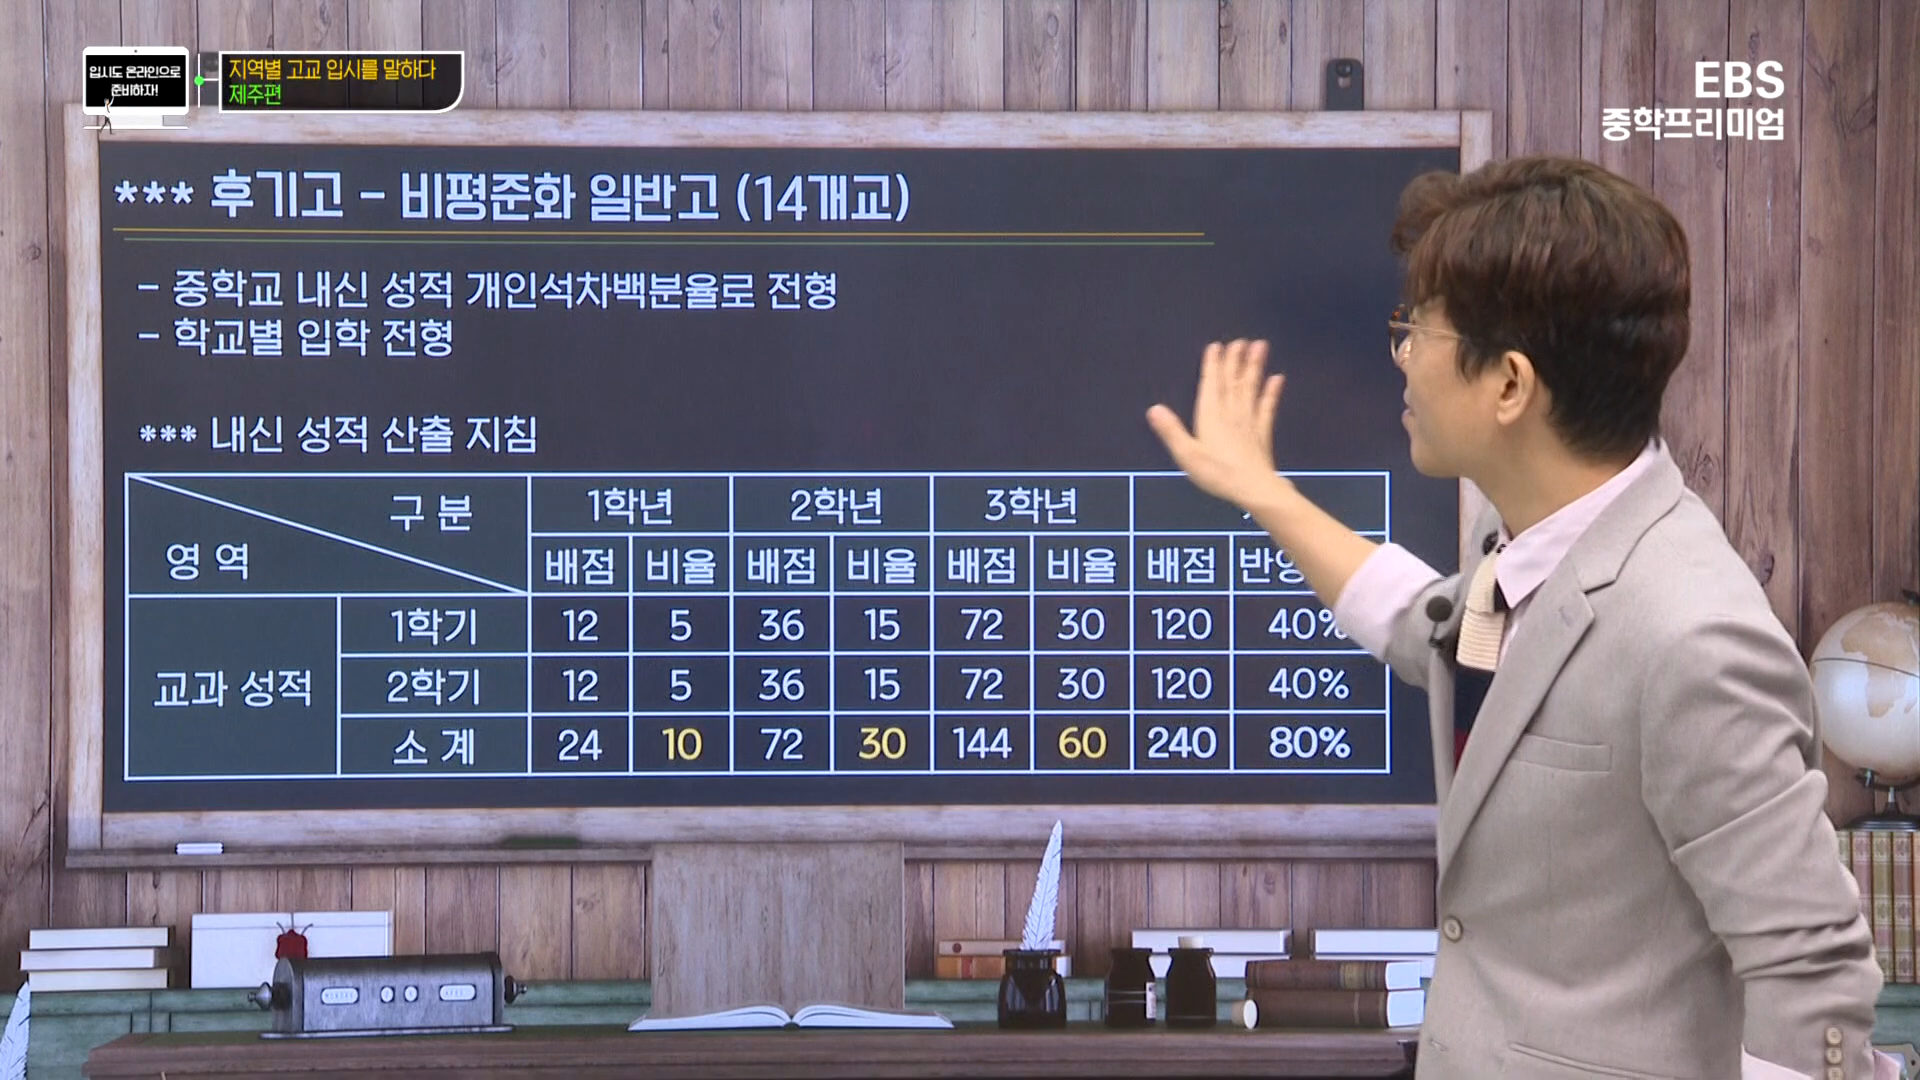 입시도 온라인으로
준비하자!
지역별 고교 입시를 말하다
제주편
EBS
중학프리미엄
*** 후기고 - 비평준화 일반고 (14개교)
- 중학교 내신 성적 개인석차백분율로 전형
- 학교별 입학 전형
*** 내신 성적 산출 지침
구 분 1학년 2학년 3학년
영 역 배점 비율 배점 비율 배점 비율 배점
교과 성적
1학기 12 5 36 15 72 30 120 40%
2학기 12 5 36 15 72 30 120 40%
소 계 24 10 72 30 144 60 240 80%